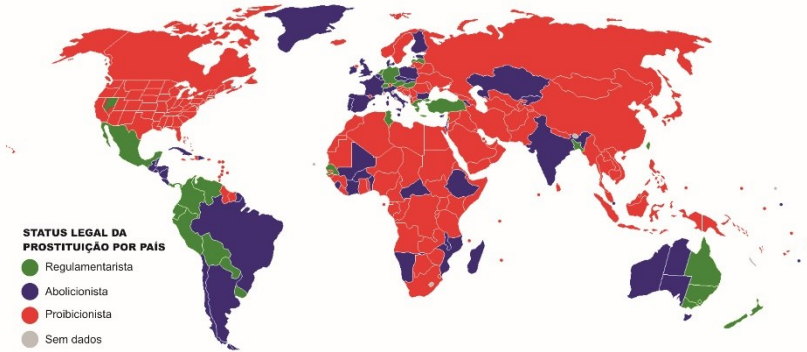 STATUS LEGAL DA
PROSTITUIÇÃO POR PAÍS
Regulamentarista
Abolicionista
Proibicionista
Sem dados